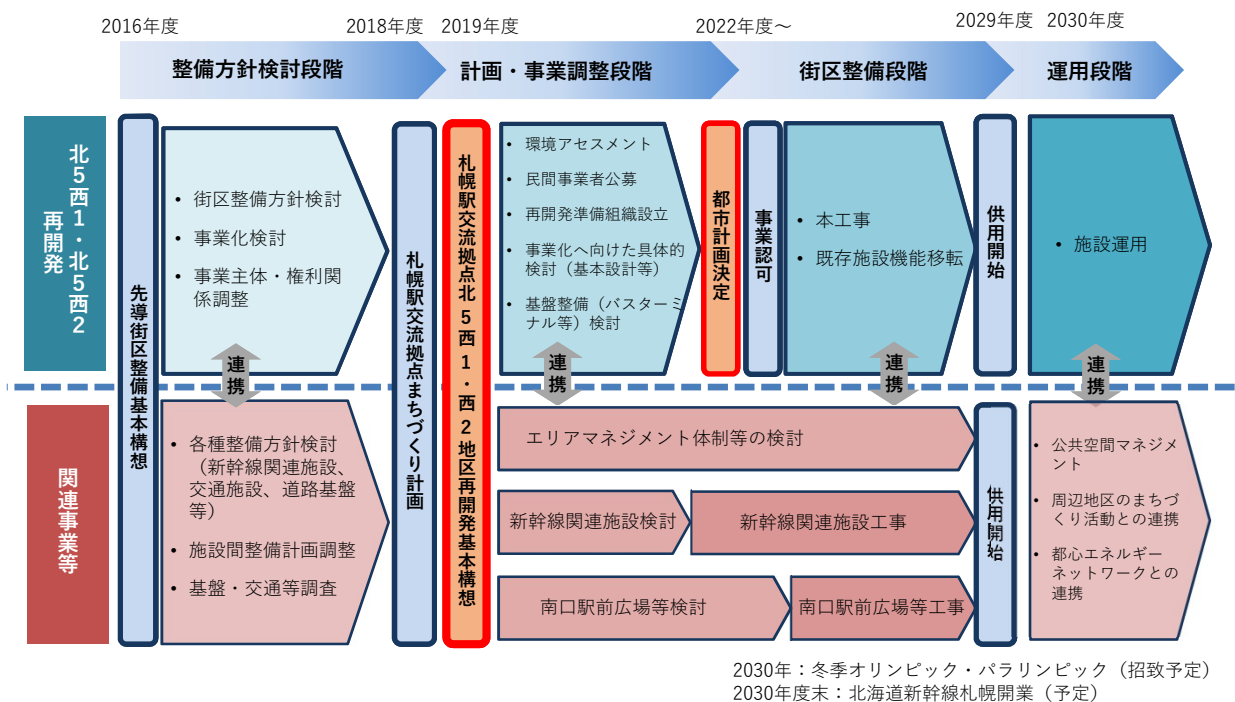 2016年度
2018年度
2019年度
2022年度～
2029年度
2030年度
整備方針検討段階
計画・事業調整段階
街区整備段階
運用段階
北5西1・北5西2
再開発
先導街区整備基本構想
• 街区整備方針検討
• 事業化検討
• 事業主体・権利関
係調整
札幌駅交流拠点まちづくり計画
札幌駅交流拠点北5西1・西2地区再開発基本構想
• 環境アセスメント
• 民間事業者公募
• 再開発準備組織設立
• 事業化へ向けた具体的
検討（基本設計等）
• 基盤整備（バスターミ
ナル等）検討
都市計画決定
事業認可
• 本工事
• 既存施設機能移転
供用開始
• 施設運用
連携
連携
連携
連携
関連事業等
• 各種整備方針検討
（新幹線関連施設、
交通施設、道路基盤
等）
• 施設間整備計画調整
• 基盤・交通等調査
エリアマネジメント体制等の検討
新幹線関連施設検討
新幹線関連施設工事
南口駅前広場等検討
南口駅前広場等工事
供用開始
• 公共空間マネジメ
ント
• 周辺地区のまちづ
くり活動との連携
• 都心エネルギー
ネットワークとの
連携
2030年：冬季オリンピック・パラリンピック（招致予定）
2030年度末：北海道新幹線札幌開業（予定）